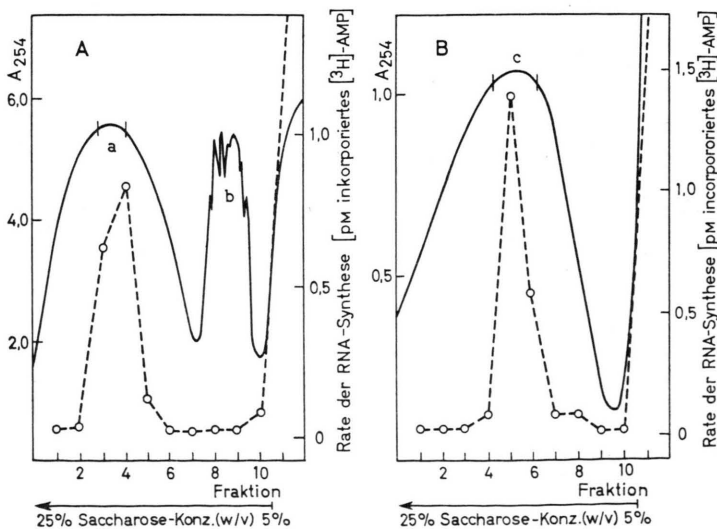 A
A254
6,0
4,0
2,0
a
b
1,0
0,5
0
Rate der RNA-Synthese [pM inkorporiertes [³H]-AMP]
2 4 6 8 10
Fraktion
25% Saccharose-Konz.(w/v) 5%
B
A254
1,0
0,5
c
1,5
1,0
0,5
0
Rate der RNA-Synthese [pM incorpororiertes [³H]-AMP]
2 4 6 8 10
Fraktion
25% Saccharose-Konz.(w/v) 5%